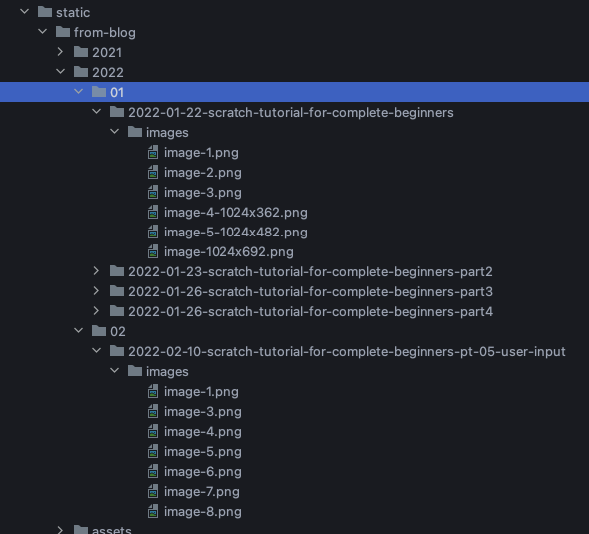 static
from-blog
2021
2022
01
2022-01-22-scratch-tutorial-for-complete-beginners
images
image-1.png
image-2.png
image-3.png
image-4-1024x362.png
image-5-1024x482.png
image-1024x692.png
2022-01-23-scratch-tutorial-for-complete-beginners-part2
2022-01-26-scratch-tutorial-for-complete-beginners-part3
2022-01-26-scratch-tutorial-for-complete-beginners-part4
02
2022-02-10-scratch-tutorial-for-complete-beginners-pt-05-user-input
images
image-1.png
image-3.png
image-4.png
image-5.png
image-6.png
image-7.png
image-8.png
assets